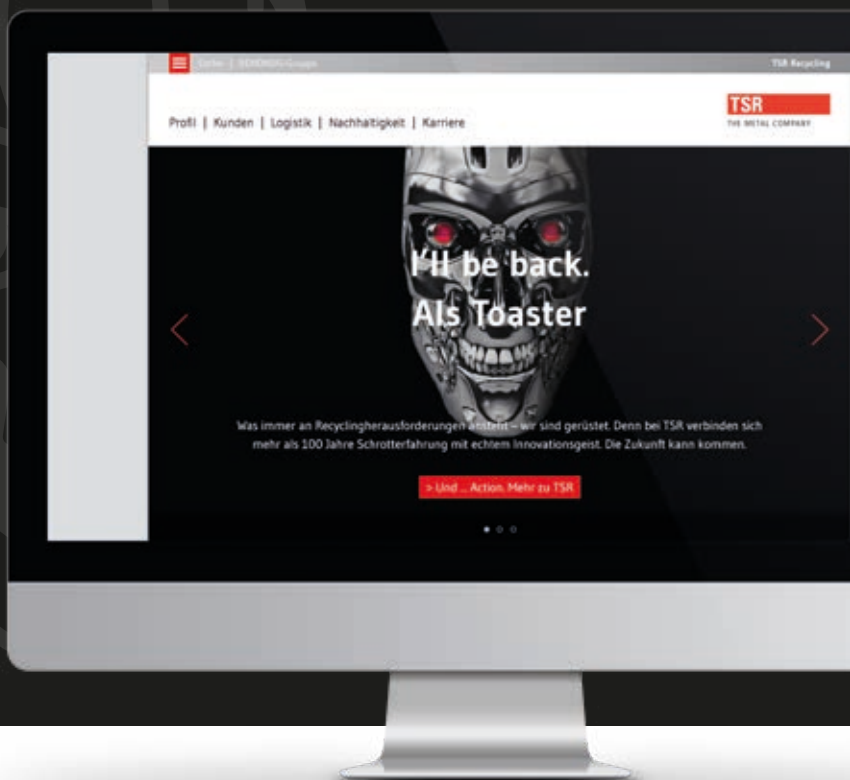 TSR Recycling
TSR
THE METAL COMPANY
Profil | Kunden | Logistik | Nachhaltigkeit | Karriere
I'll be back.
Als Toaster
Was immer an Recyclingherausforderungen ansteht – wir sind gerüstet. Denn bei TSR verbinden sich
mehr als 100 Jahre Schrotterfahrung mit echtem Innovationsgeist. Die Zukunft kann kommen.
> Und ... Action. Mehr zu TSR